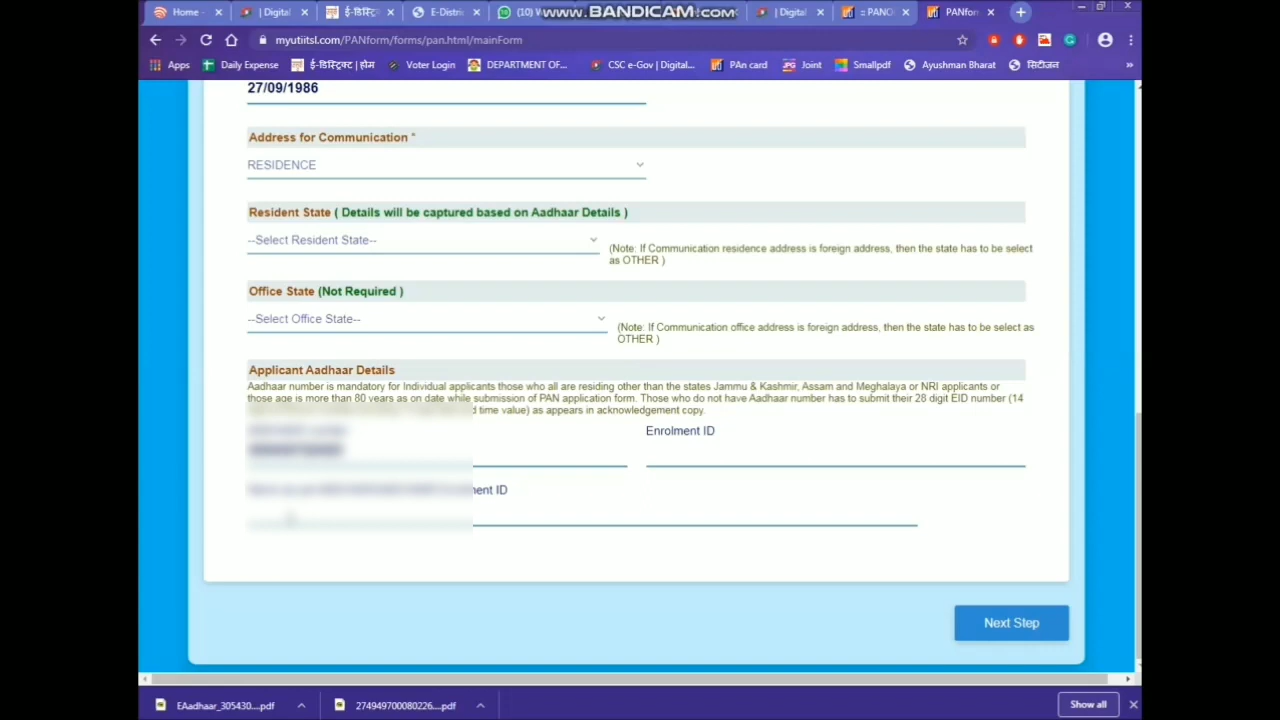 www.BANDICAM.com
Home
| Digital
ई-डिस्ट्रि
E-Distri
(10) W
| Digital
:: PAN
PANfor
myutiitsl.com/PANform/forms/pan.html/mainForm
Apps
Daily Expense
ई-डिस्ट्रिक्ट | होम
Voter Login
DEPARTMENT OF...
CSC e-Gov | Digital...
PAn card
Joint
Smallpdf
Ayushman Bharat
सिटीजन
»
27/09/1986
Address for Communication *
RESIDENCE
Resident State ( Details will be captured based on Aadhaar Details )
--Select Resident State--
(Note: If Communication residence address is foreign address, then the state has to be select
as OTHER )
Office State (Not Required )
--Select Office State--
(Note: If Communication office address is foreign address, then the state has to be select as
OTHER )
Applicant Aadhaar Details
Aadhaar number is mandatory for Individual applicants those who all are residing other than the states Jammu & Kashmir, Assam and Meghalaya or NRI applicants or
those age is more than 80 years as on date while submission of PAN application form. Those who do not have Aadhaar number has to submit their 28 digit EID number (14
d time value) as appears in acknowledgement copy.
Enrolment ID
ment ID
Next Step
EAadhaar_305430....pdf
274949700080226....pdf
Show all